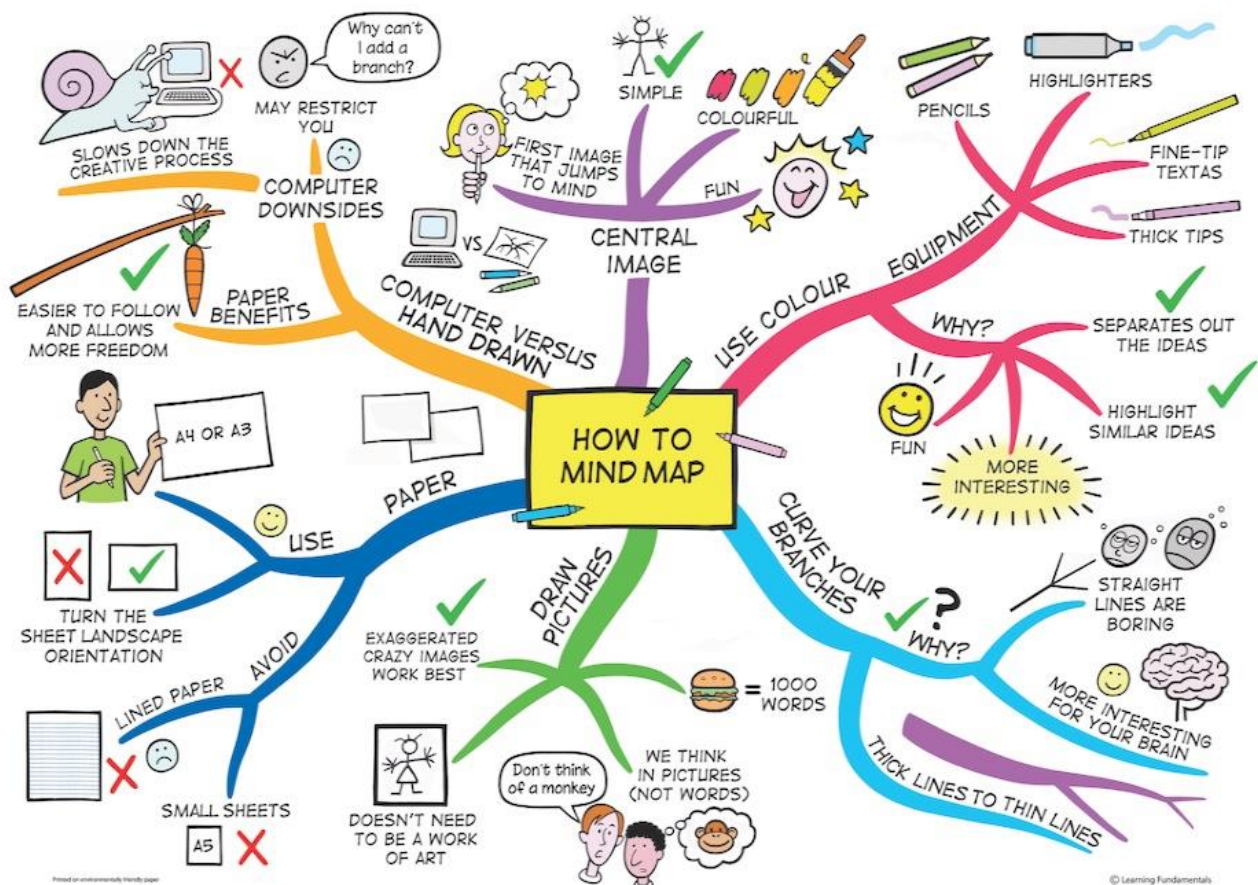 HOW TO
MIND MAP
CENTRAL
IMAGE
FIRST IMAGE
THAT JUMPS
TO MIND
SIMPLE
COLOURFUL
FUN
USE COLOUR
EQUIPMENT
PENCILS
HIGHLIGHTERS
FINE-TIP
TEXTAS
THICK TIPS
WHY?
SEPARATES OUT
THE IDEAS
HIGHLIGHT
SIMILAR IDEAS
MORE
INTERESTING
FUN
CURVE YOUR
BRANCHES
?
WHY?
STRAIGHT
LINES ARE
BORING
MORE INTERESTING
FOR YOUR BRAIN
THICK LINES TO THIN LINES
DRAW
PICTURES
= 1000
WORDS
WE THINK
IN PICTURES
(NOT WORDS)
Don't think
of a monkey
DOESN'T NEED
TO BE A WORK
OF ART
EXAGGERATED
CRAZY IMAGES
WORK BEST
PAPER
USE
A4 OR A3
TURN THE
SHEET LANDSCAPE
ORIENTATION
AVOID
LINED PAPER
SMALL SHEETS
A5
COMPUTER VERSUS
HAND DRAWN
VS
PAPER
BENEFITS
EASIER TO FOLLOW
AND ALLOWS
MORE FREEDOM
COMPUTER
DOWNSIDES
SLOWS DOWN THE
CREATIVE PROCESS
MAY RESTRICT
YOU
Why can't
I add a
branch?
Printed on environmentally friendly paper
© Learning Fundamentals